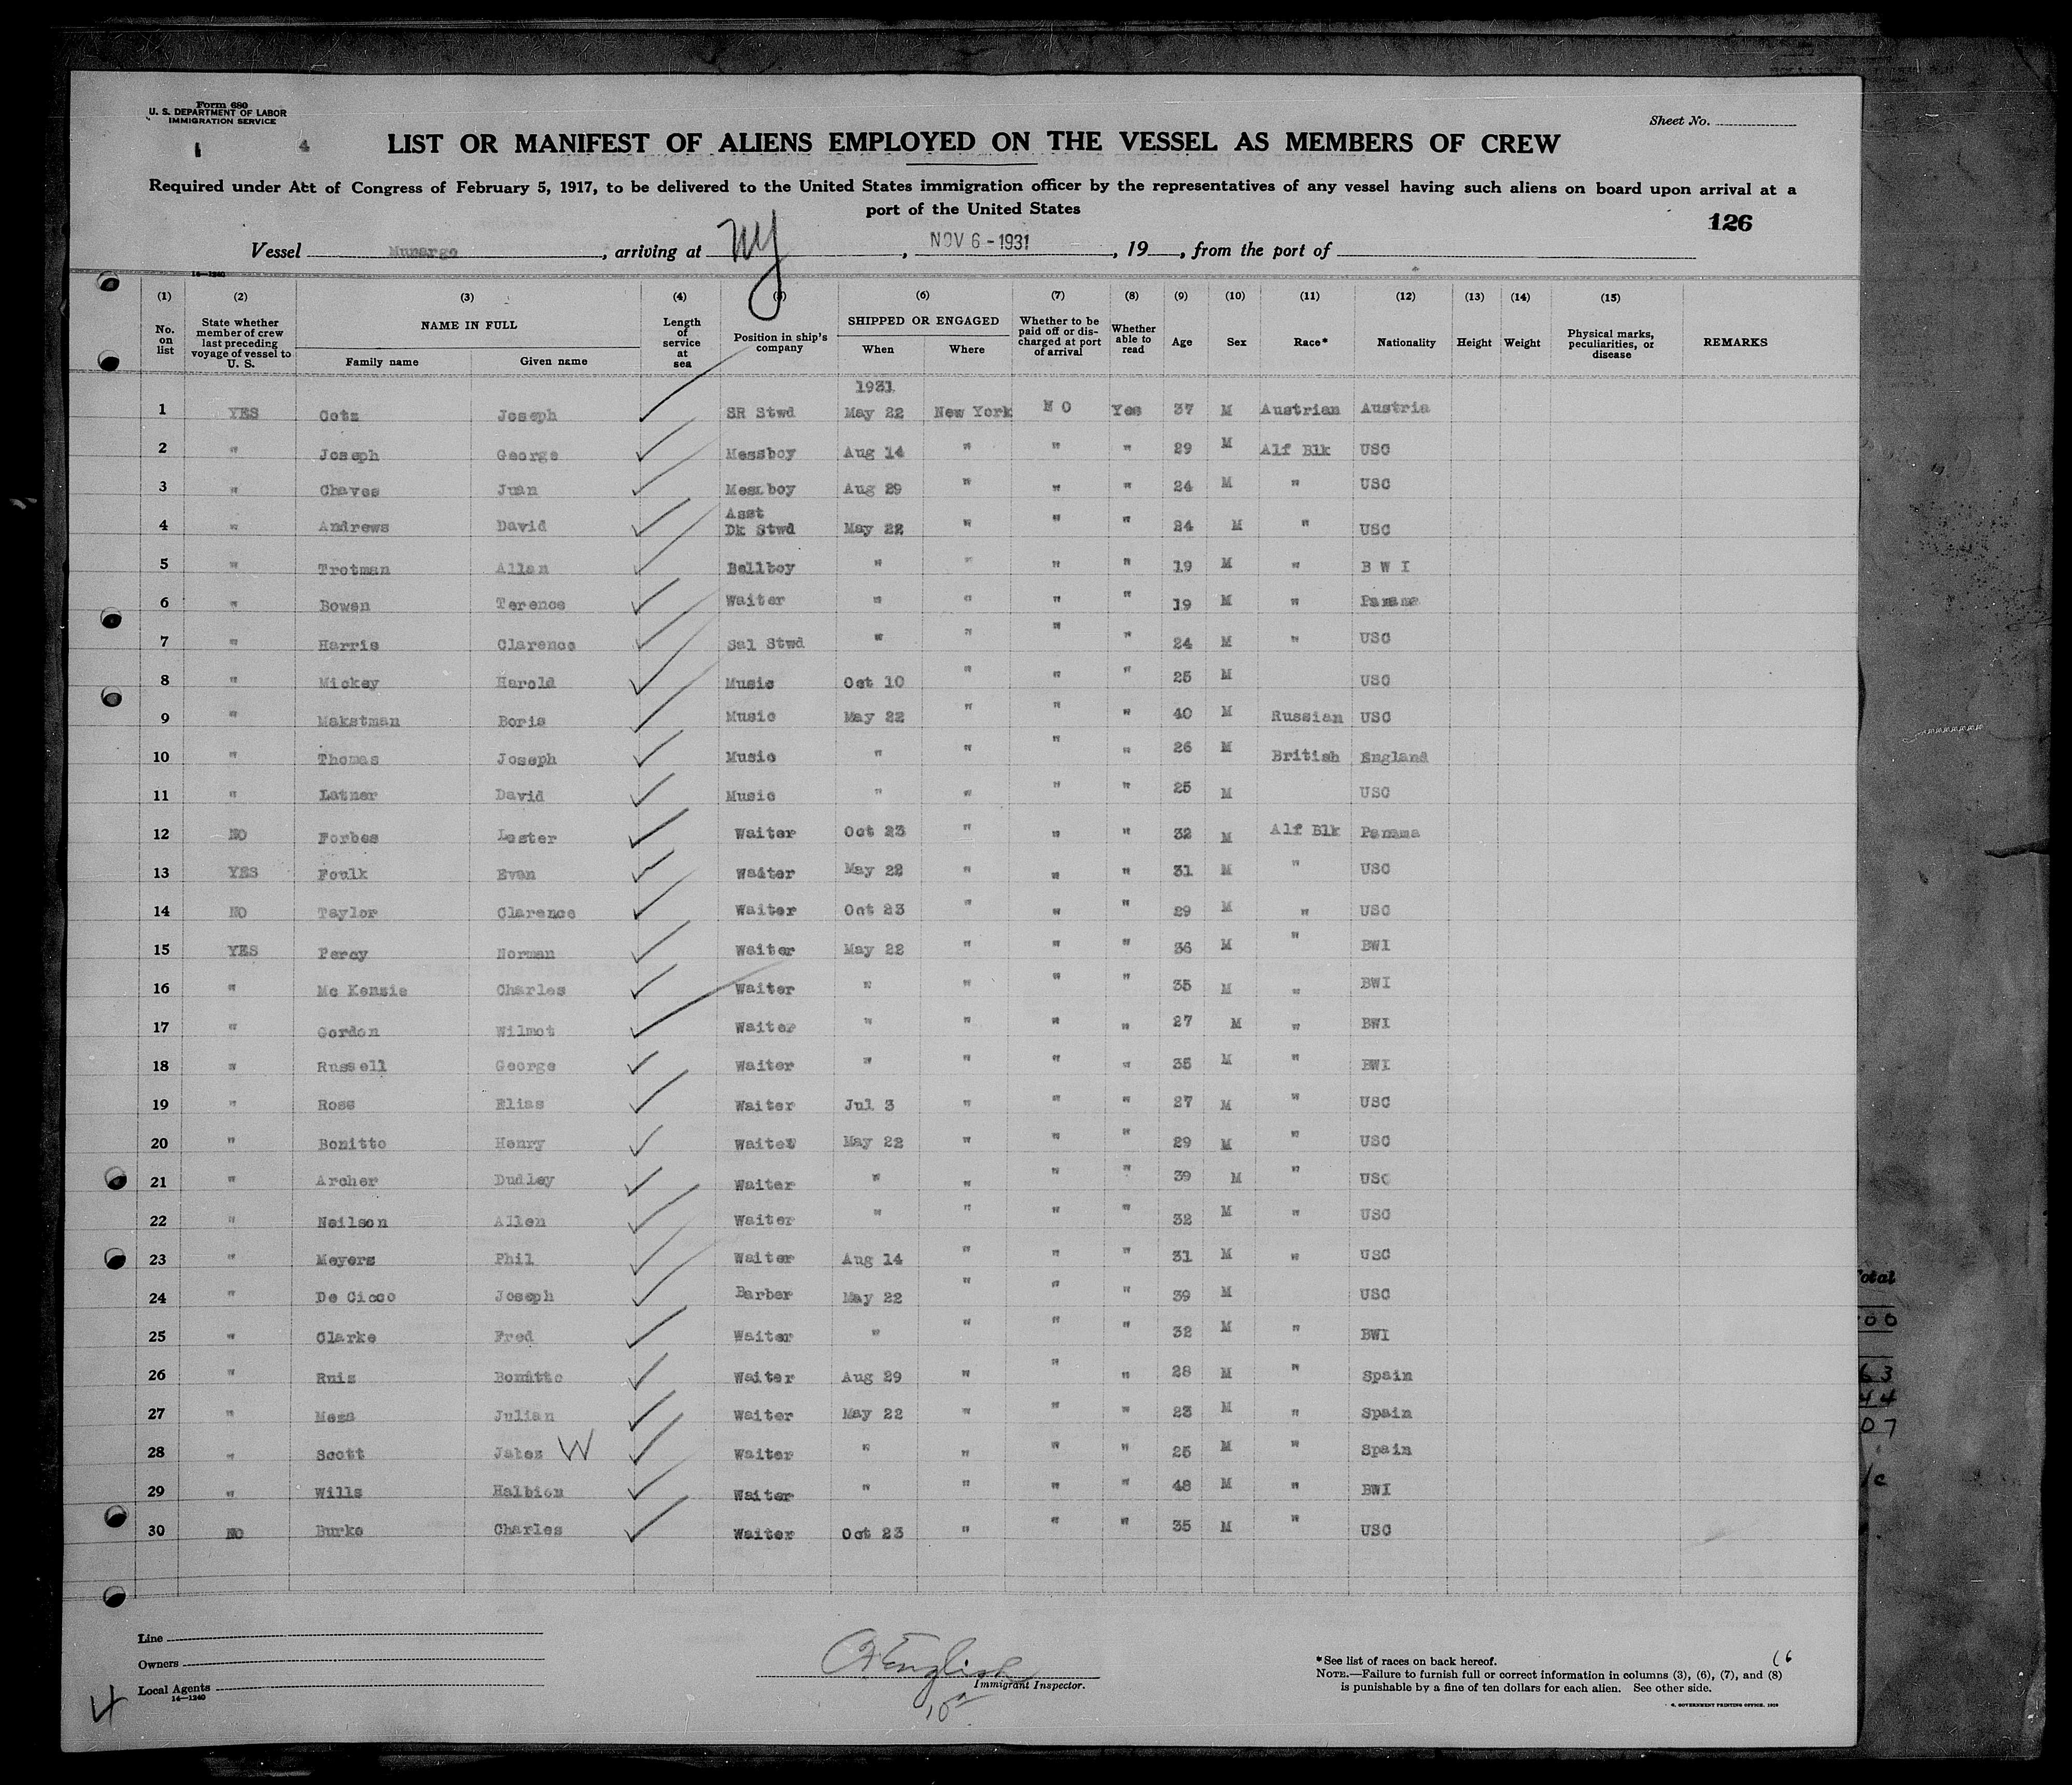 Form 680
U. S. DEPARTMENT OF LABOR
IMMIGRATION SERVICE
Sheet No.
4
LIST OR MANIFEST OF ALIENS EMPLOYED ON THE VESSEL AS MEMBERS OF CREW
Required under Act of Congress of February 5, 1917, to be delivered to the United States immigration officer by the representatives of any vessel having such aliens on board upon arrival at a
port of the United States
126
Vessel Munargo, arriving at NY, NOV 6 - 1931, 19, from the port of
14—1240
(1) (2) (3) (4) (5) (6) (7) (8) (9) (10) (11) (12) (13) (14) (15)
No. on list State whether member of crew last preceding voyage of vessel to U. S. NAME IN FULL Family name Given name Length of service at sea Position in ship's company SHIPPED OR ENGAGED When Where Whether to be paid off or discharged at port of arrival Whether able to read Age Sex Race* Nationality Height Weight Physical marks, peculiarities, or disease REMARKS
1931
1 YES Gotz Joseph SR Stwd May 22 New York NO Yes 37 M Austrian Austria
2 " Joseph George Messboy Aug 14 " " " 29 M Alf Blk USC
3 " Chaves Juan Messboy Aug 29 " " " 24 M " USC
4 " Andrews David Asst Dk Stwd May 22 " " " 24 M " USC
5 " Trotman Allan Bellboy " " " " 19 M " B W I
6 " Bowen Terence Waiter " " " " 19 M " Panama
7 " Harris Clarence Sal Stwd " " " " 24 M " USC
8 " Mickey Harold Music Oct 10 " " " 25 M USC
9 " Makstman Boris Music May 22 " " " 40 M Russian USC
10 " Thomas Joseph Music " " " " 26 M British England
11 " Latner David Music " " " " 25 M USC
12 NO Forbes Lester Waiter Oct 23 " " " 32 M Alf Blk Panama
13 YES Foulk Evan Waiter May 22 " " " 31 M " USC
14 NO Taylor Clarence Waiter Oct 23 " " " 29 M " USC
15 YES Percy Norman Waiter May 22 " " " 36 M " BWI
16 " Mc Kensie Charles Waiter " " " " 35 M " BWI
17 " Gordon Wilmot Waiter " " " " 27 M " BWI
18 " Russell George Waiter " " " " 35 M " BWI
19 " Ross Elias Waiter Jul 3 " " " 27 M " USC
20 " Bonitto Henry Waiter May 22 " " " 29 M " USC
21 " Archer Dudley Waiter " " " " 39 M " USC
22 " Neilson Allen Waiter " " " " 32 M " USC
23 " Meyers Phil Waiter Aug 14 " " " 31 M " USC
24 " De Cicco Joseph Barber May 22 " " " 39 M USC
25 " Clarke Fred Waiter " " " " 32 M " BWI
26 " Ruiz Bonitto Waiter Aug 29 " " " 28 M " Spain
27 " Meza Julian Waiter May 22 " " " 23 M " Spain
28 " Scott James W Waiter " " " " 25 M " Spain
29 " Wills Halbion Waiter " " " " 48 M " BWI
30 NO Burke Charles Waiter Oct 23 " " " 35 M " USC
Line
Owners
Local Agents
14—1240
4
English
Immigrant Inspector.
*See list of races on back hereof.
NOTE.—Failure to furnish full or correct information in columns (3), (6), (7), and (8)
is punishable by a fine of ten dollars for each alien. See other side.
GOVERNMENT PRINTING OFFICE